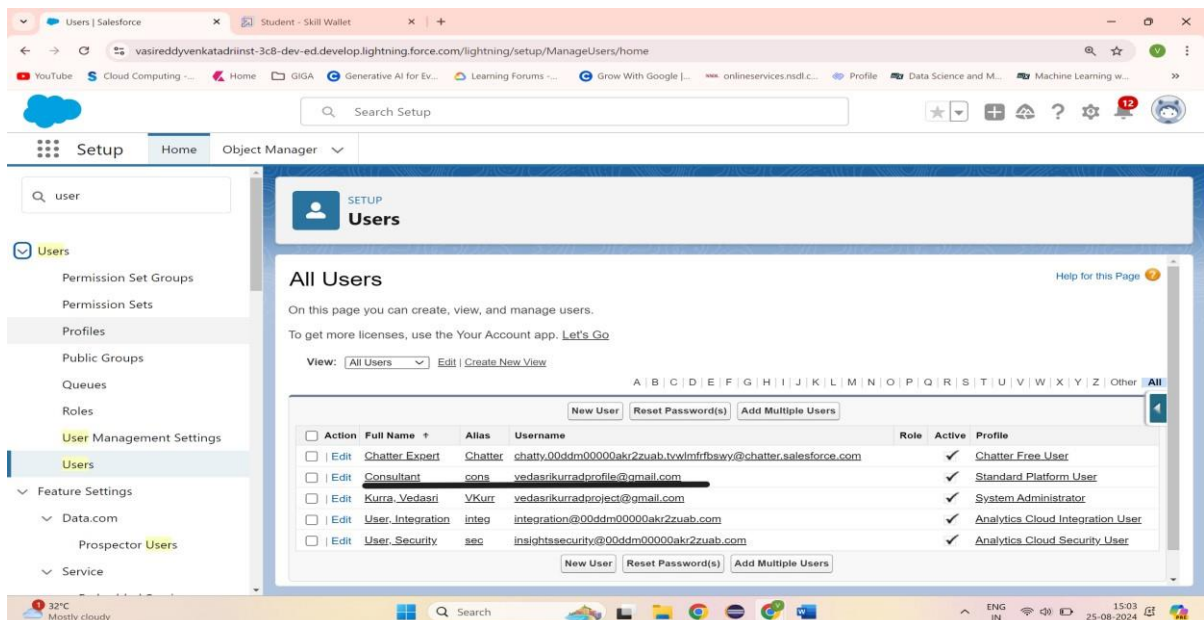 Users | Salesforce
Student - Skill Wallet
vasireddyvenkatadriinst-3c8-dev-ed.develop.lightning.force.com/lightning/setup/ManageUsers/home
YouTube Cloud Computing -... Home GIGA Generative AI for Ev... Learning Forums -... Grow With Google |... onlineservices.nsdl.c... Profile Data Science and M... Machine Learning w... »
Search Setup
12
Setup Home Object Manager
user
SETUP
Users
Users
Permission Set Groups
Permission Sets
Profiles
Public Groups
Queues
Roles
User Management Settings
Users
Feature Settings
Data.com
Prospector Users
Service
All Users
Help for this Page ?
On this page you can create, view, and manage users.
To get more licenses, use the Your Account app. Let's Go
View: All Users Edit | Create New View
A | B | C | D | E | F | G | H | I | J | K | L | M | N | O | P | Q | R | S | T | U | V | W | X | Y | Z | Other All
New User Reset Password(s) Add Multiple Users
Action Full Name ↑ Alias Username Role Active Profile
| Edit Chatter Expert Chatter chatty.00ddm00000akr2zuab.tvwlmfrfbswy@chatter.salesforce.com ✓ Chatter Free User
| Edit Consultant cons vedasrikurradprofile@gmail.com ✓ Standard Platform User
| Edit Kurra, Vedasri VKurr vedasrikurradproject@gmail.com ✓ System Administrator
| Edit User, Integration integ integration@00ddm00000akr2zuab.com ✓ Analytics Cloud Integration User
| Edit User, Security sec insightssecurity@00ddm00000akr2zuab.com ✓ Analytics Cloud Security User
New User Reset Password(s) Add Multiple Users
32°C
Mostly cloudy
Search
ENG
IN
15:03
25-08-2024